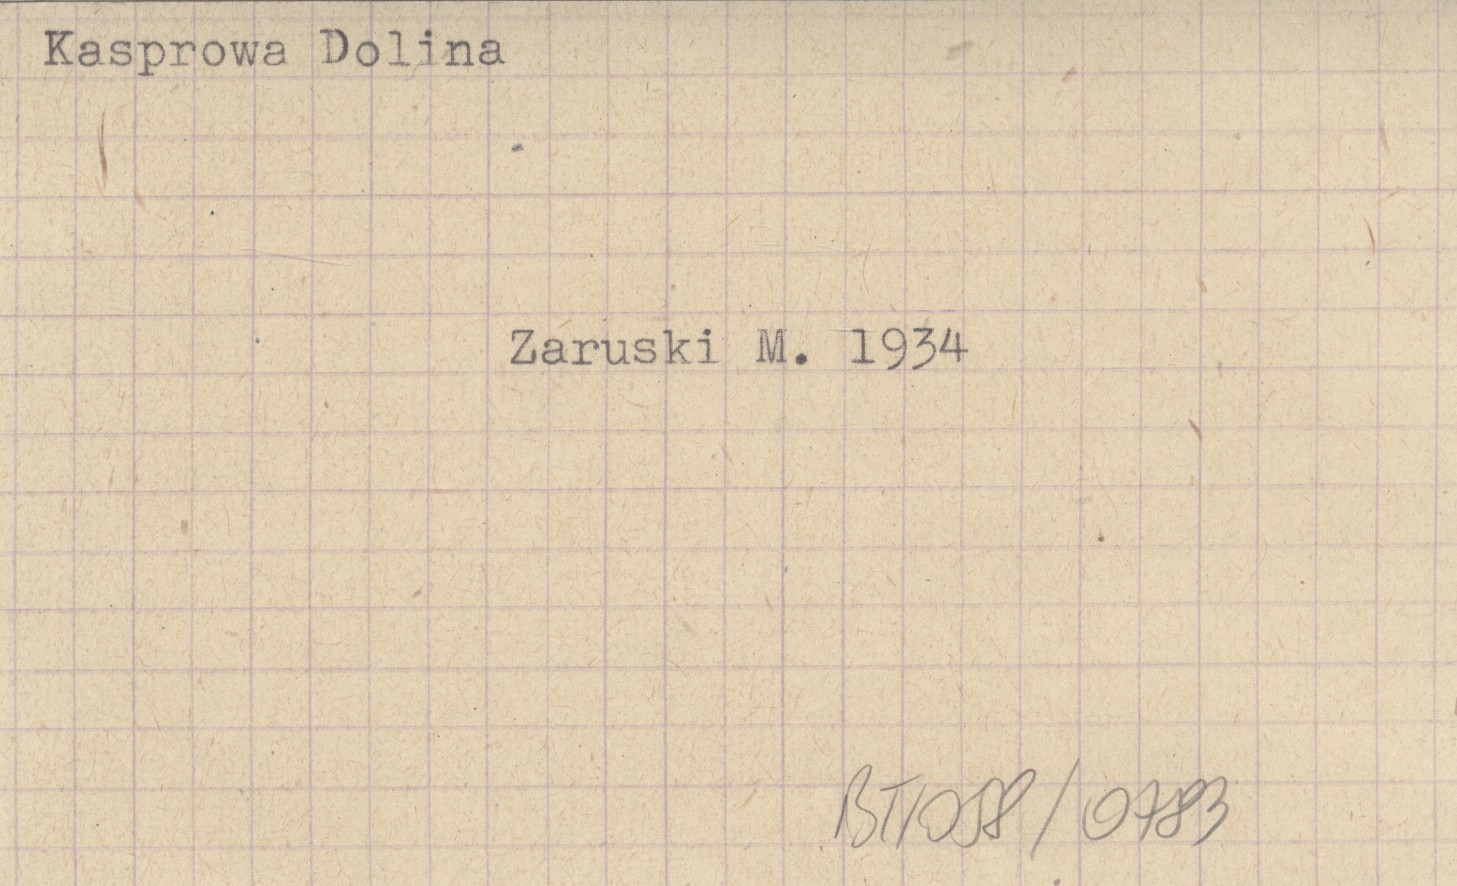 Kasprowa Dolina
Zaruski M. 1934
BT/058/0783